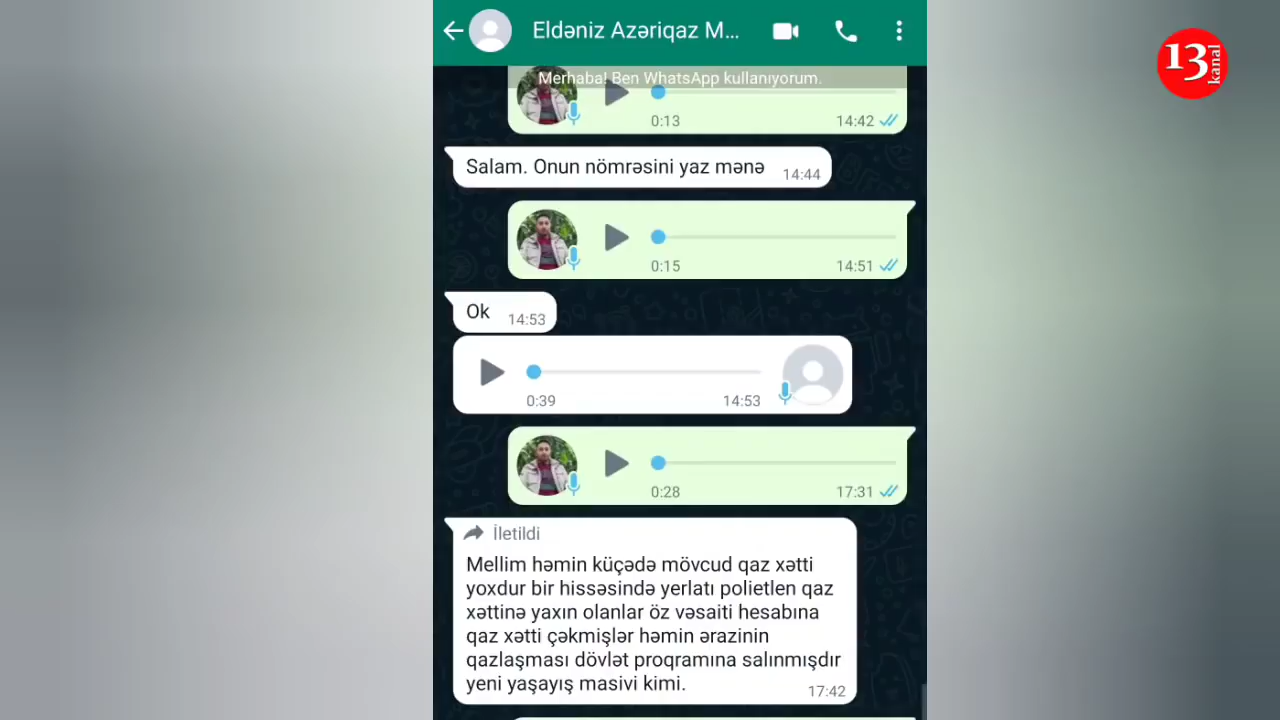 Eldəniz Azəriqaz M...
13 kanal
Merhaba! Ben WhatsApp kullanıyorum.
0:13 14:42
Salam. Onun nömrəsini yaz mənə 14:44
0:15 14:51
Ok 14:53
0:39 14:53
0:28 17:31
İletildi
Mellim həmin küçədə mövcud qaz xətti
yoxdur bir hissəsində yerlatı polietlen qaz
xəttinə yaxın olanlar öz vəsaiti hesabına
qaz xətti çəkmişlər həmin ərazinin
qazlaşması dövlət proqramına salınmışdır
yeni yaşayış masivi kimi. 17:42